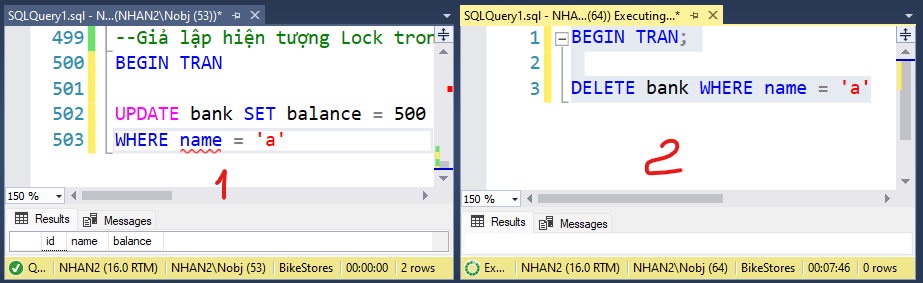 SQLQuery1.sql - N...(NHAN2\Nobj (53))*
499 --Giả lập hiện tượng Lock tron
500 BEGIN TRAN
501
502 UPDATE bank SET balance = 500
503 WHERE name = 'a'
1
150 %
Results Messages
id name balance
Q... NHAN2 (16.0 RTM) NHAN2\Nobj (53) BikeStores 00:00:00 2 rows
SQLQuery1.sql - NHA...(64)) Executing...*
1 BEGIN TRAN;
2
3 DELETE bank WHERE name = 'a'
2
150 %
Results Messages
Ex... NHAN2 (16.0 RTM) NHAN2\Nobj (64) BikeStores 00:07:46 0 rows